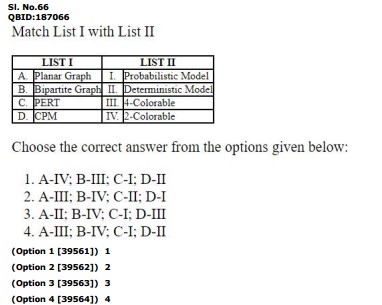 Sl. No.66
QBID:187066
Match List I with List II
LIST I LIST II
A. Planar Graph I. Probabilistic Model
B. Bipartite Graph II. Deterministic Model
C. PERT III. 4-Colorable
D. CPM IV. 2-Colorable
Choose the correct answer from the options given below:
1. A-IV; B-III; C-I; D-II
2. A-III; B-IV; C-II; D-I
3. A-II; B-IV; C-I; D-III
4. A-III; B-IV; C-I; D-II
(Option 1 [39561]) 1
(Option 2 [39562]) 2
(Option 3 [39563]) 3
(Option 4 [39564]) 4